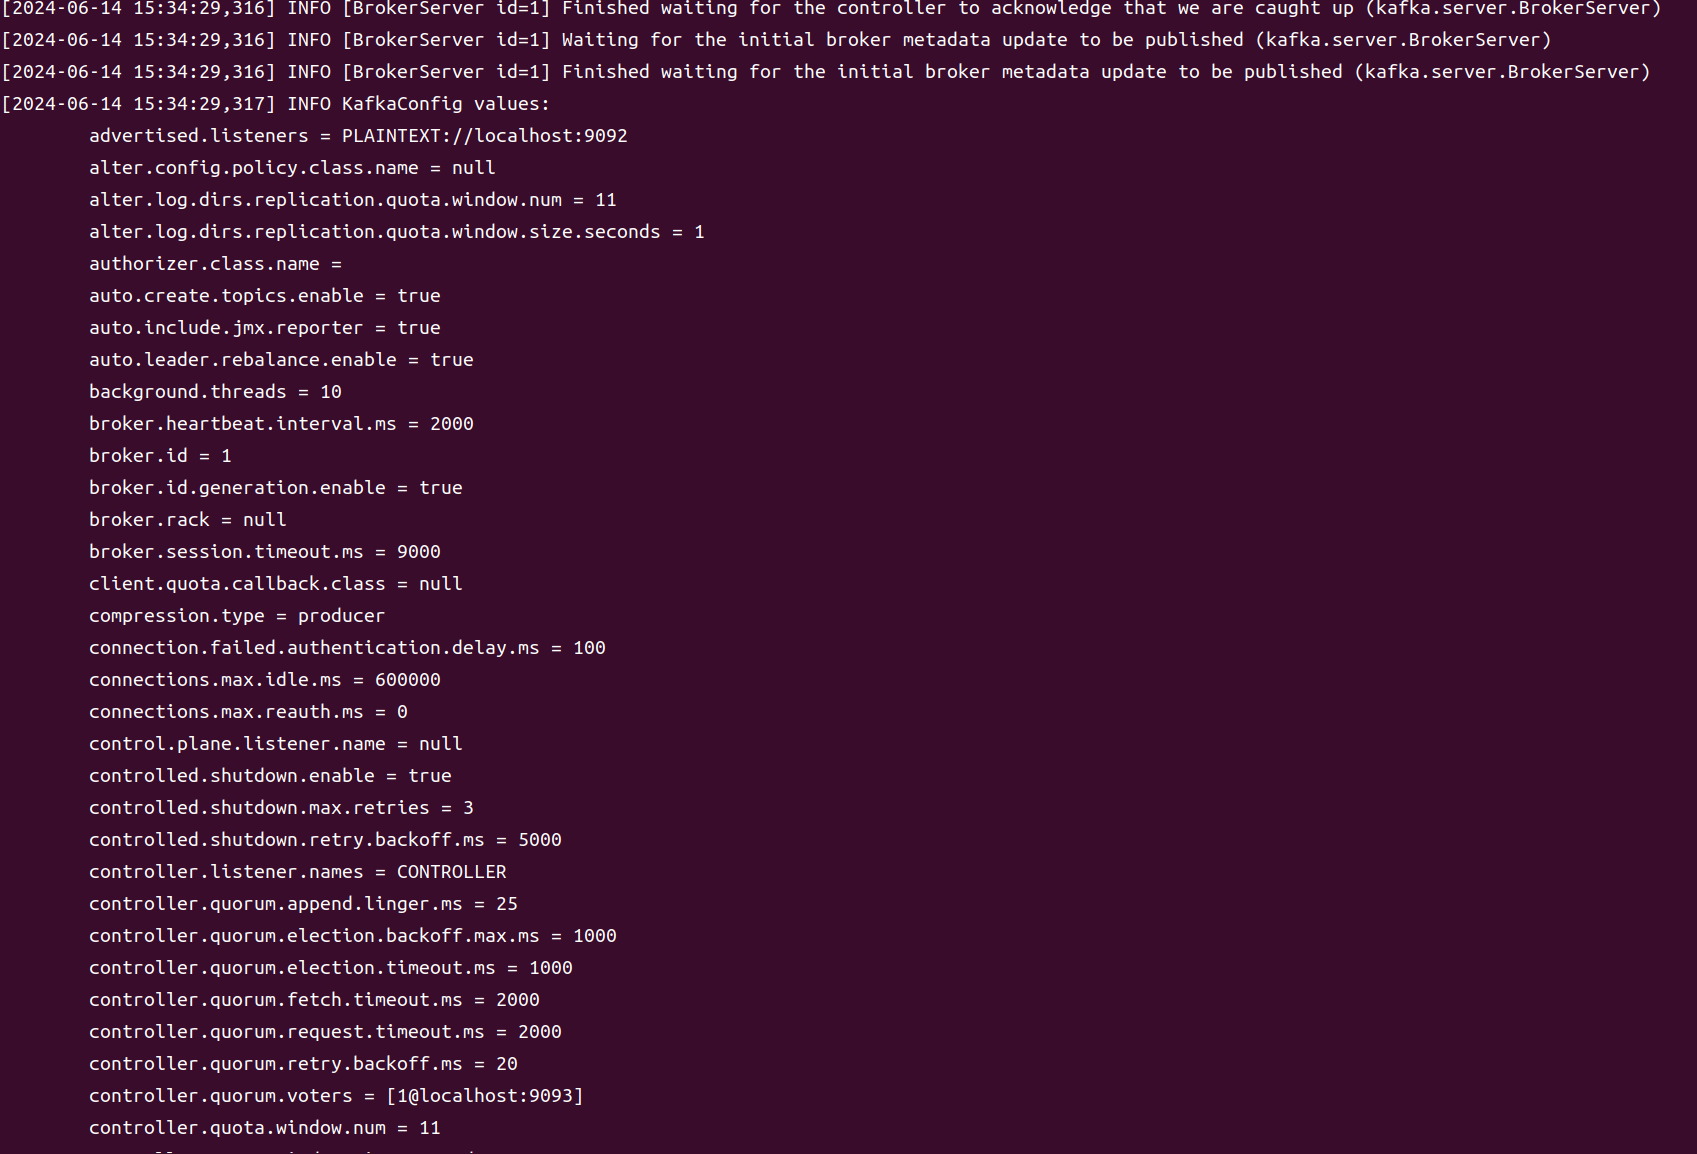 [2024-06-14 15:34:29,316] INFO [BrokerServer id=1] Finished waiting for the controller to acknowledge that we are caught up (kafka.server.BrokerServer)
[2024-06-14 15:34:29,316] INFO [BrokerServer id=1] Waiting for the initial broker metadata update to be published (kafka.server.BrokerServer)
[2024-06-14 15:34:29,316] INFO [BrokerServer id=1] Finished waiting for the initial broker metadata update to be published (kafka.server.BrokerServer)
[2024-06-14 15:34:29,317] INFO KafkaConfig values:
advertised.listeners = PLAINTEXT://localhost:9092
alter.config.policy.class.name = null
alter.log.dirs.replication.quota.window.num = 11
alter.log.dirs.replication.quota.window.size.seconds = 1
authorizer.class.name =
auto.create.topics.enable = true
auto.include.jmx.reporter = true
auto.leader.rebalance.enable = true
background.threads = 10
broker.heartbeat.interval.ms = 2000
broker.id = 1
broker.id.generation.enable = true
broker.rack = null
broker.session.timeout.ms = 9000
client.quota.callback.class = null
compression.type = producer
connection.failed.authentication.delay.ms = 100
connections.max.idle.ms = 600000
connections.max.reauth.ms = 0
control.plane.listener.name = null
controlled.shutdown.enable = true
controlled.shutdown.max.retries = 3
controlled.shutdown.retry.backoff.ms = 5000
controller.listener.names = CONTROLLER
controller.quorum.append.linger.ms = 25
controller.quorum.election.backoff.max.ms = 1000
controller.quorum.election.timeout.ms = 1000
controller.quorum.fetch.timeout.ms = 2000
controller.quorum.request.timeout.ms = 2000
controller.quorum.retry.backoff.ms = 20
controller.quorum.voters = [1@localhost:9093]
controller.quota.window.num = 11